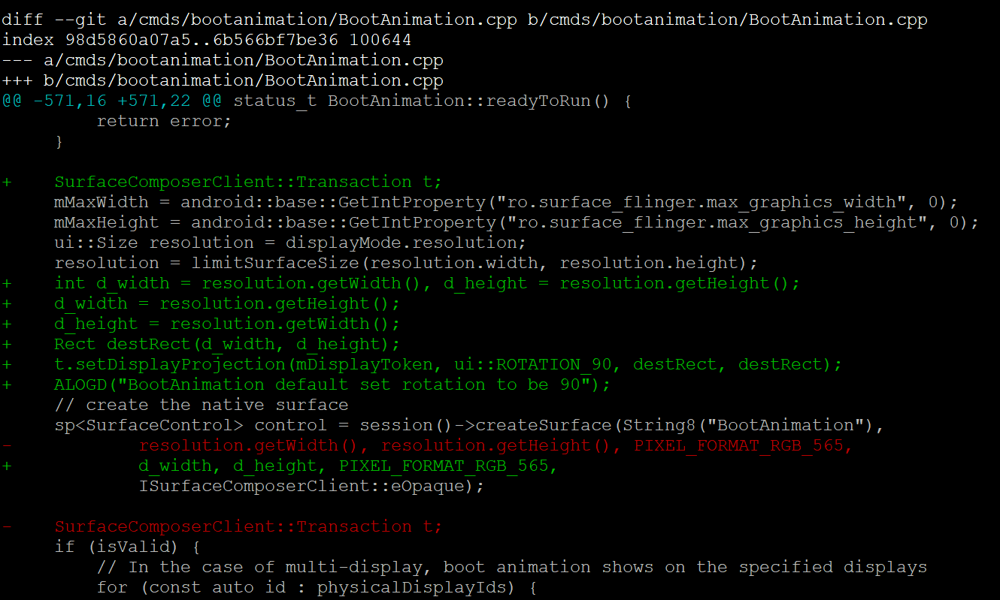 diff --git a/cmds/bootanimation/BootAnimation.cpp b/cmds/bootanimation/BootAnimation.cpp
index 98d5860a07a5..6b566bf7be36 100644
--- a/cmds/bootanimation/BootAnimation.cpp
+++ b/cmds/bootanimation/BootAnimation.cpp
@@ -571,16 +571,22 @@ status_t BootAnimation::readyToRun() {
         return error;
     }

+    SurfaceComposerClient::Transaction t;
     mMaxWidth = android::base::GetIntProperty("ro.surface_flinger.max_graphics_width", 0);
     mMaxHeight = android::base::GetIntProperty("ro.surface_flinger.max_graphics_height", 0);
     ui::Size resolution = displayMode.resolution;
     resolution = limitSurfaceSize(resolution.width, resolution.height);
+    int d_width = resolution.getWidth(), d_height = resolution.getHeight();
+    d_width = resolution.getHeight();
+    d_height = resolution.getWidth();
+    Rect destRect(d_width, d_height);
+    t.setDisplayProjection(mDisplayToken, ui::ROTATION_90, destRect, destRect);
+    ALOGD("BootAnimation default set rotation to be 90");
     // create the native surface
     sp<SurfaceControl> control = session()->createSurface(String8("BootAnimation"),
-            resolution.getWidth(), resolution.getHeight(), PIXEL_FORMAT_RGB_565,
+            d_width, d_height, PIXEL_FORMAT_RGB_565,
             ISurfaceComposerClient::eOpaque);

-    SurfaceComposerClient::Transaction t;
     if (isValid) {
         // In the case of multi-display, boot animation shows on the specified displays
         for (const auto id : physicalDisplayIds) {